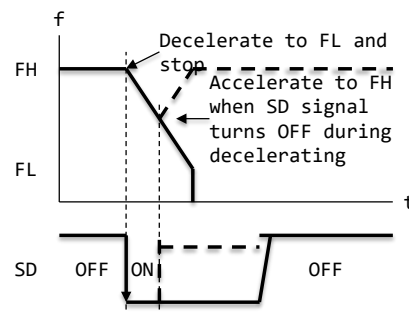 f
Decelerate to FL and
stop
FH
Accelerate to FH
when SD signal
turns OFF during
decelerating
FL
t
SD OFF ON OFF